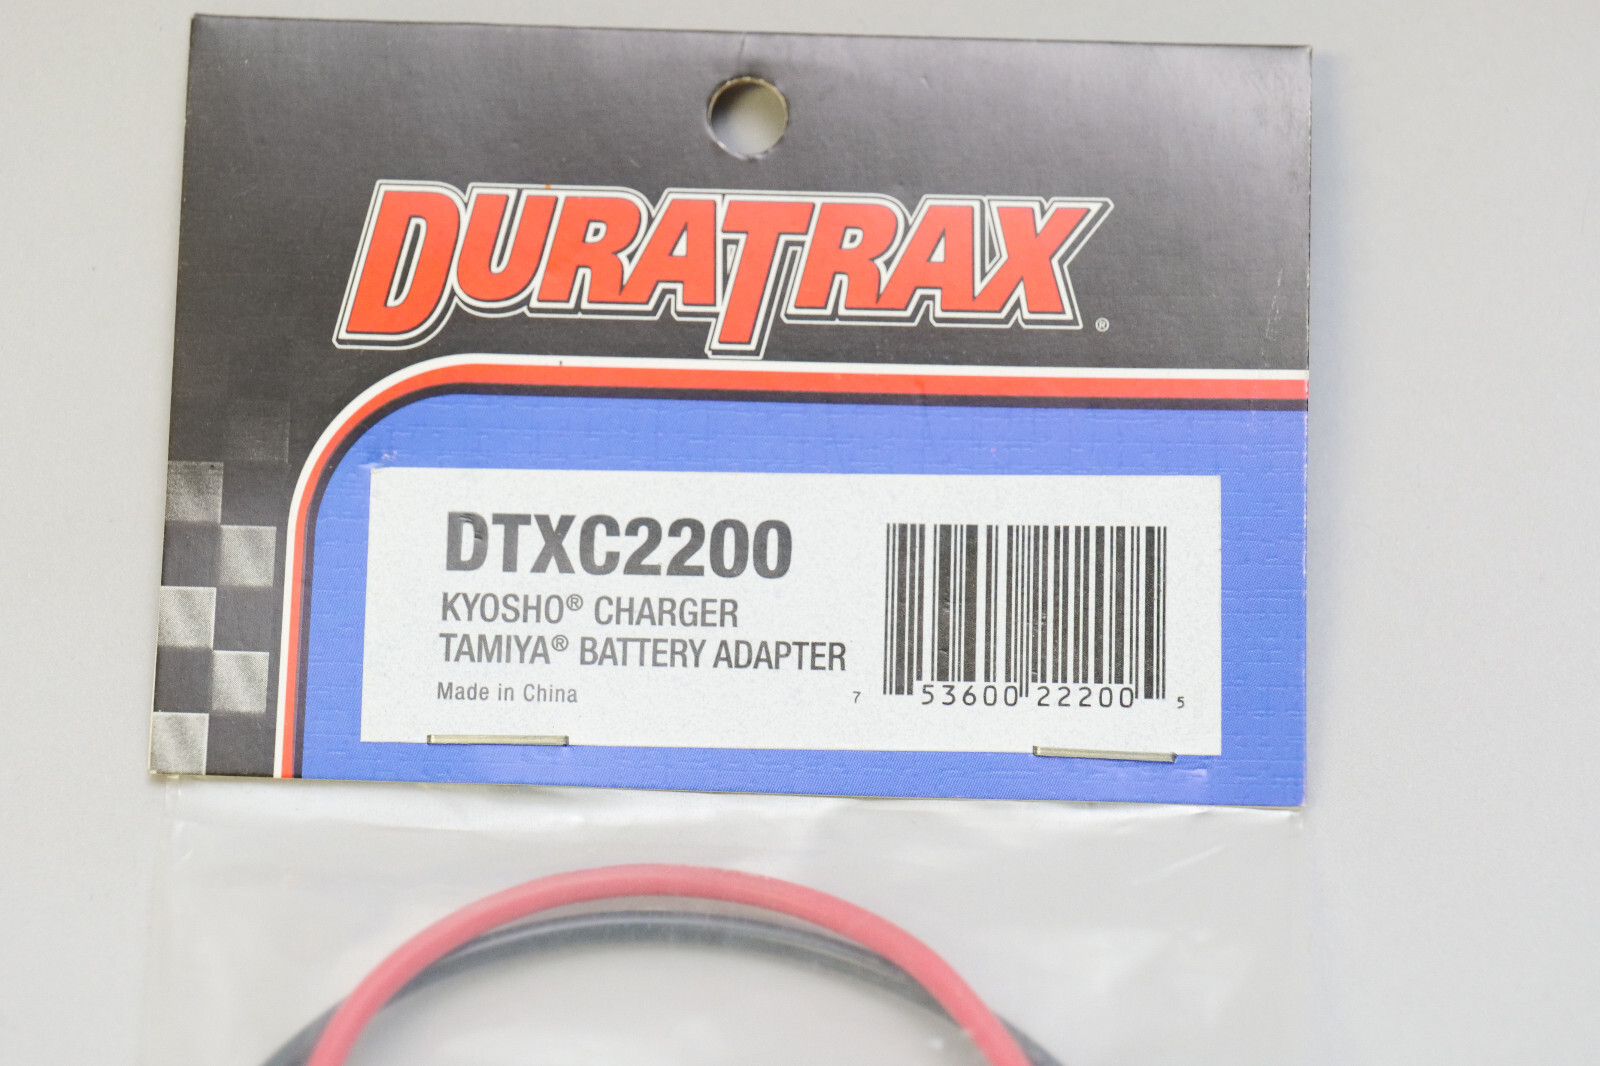 DURATRAX®
DTXC2200
KYOSHO® CHARGER
TAMIYA® BATTERY ADAPTER
Made in China
7 53600 22200 5